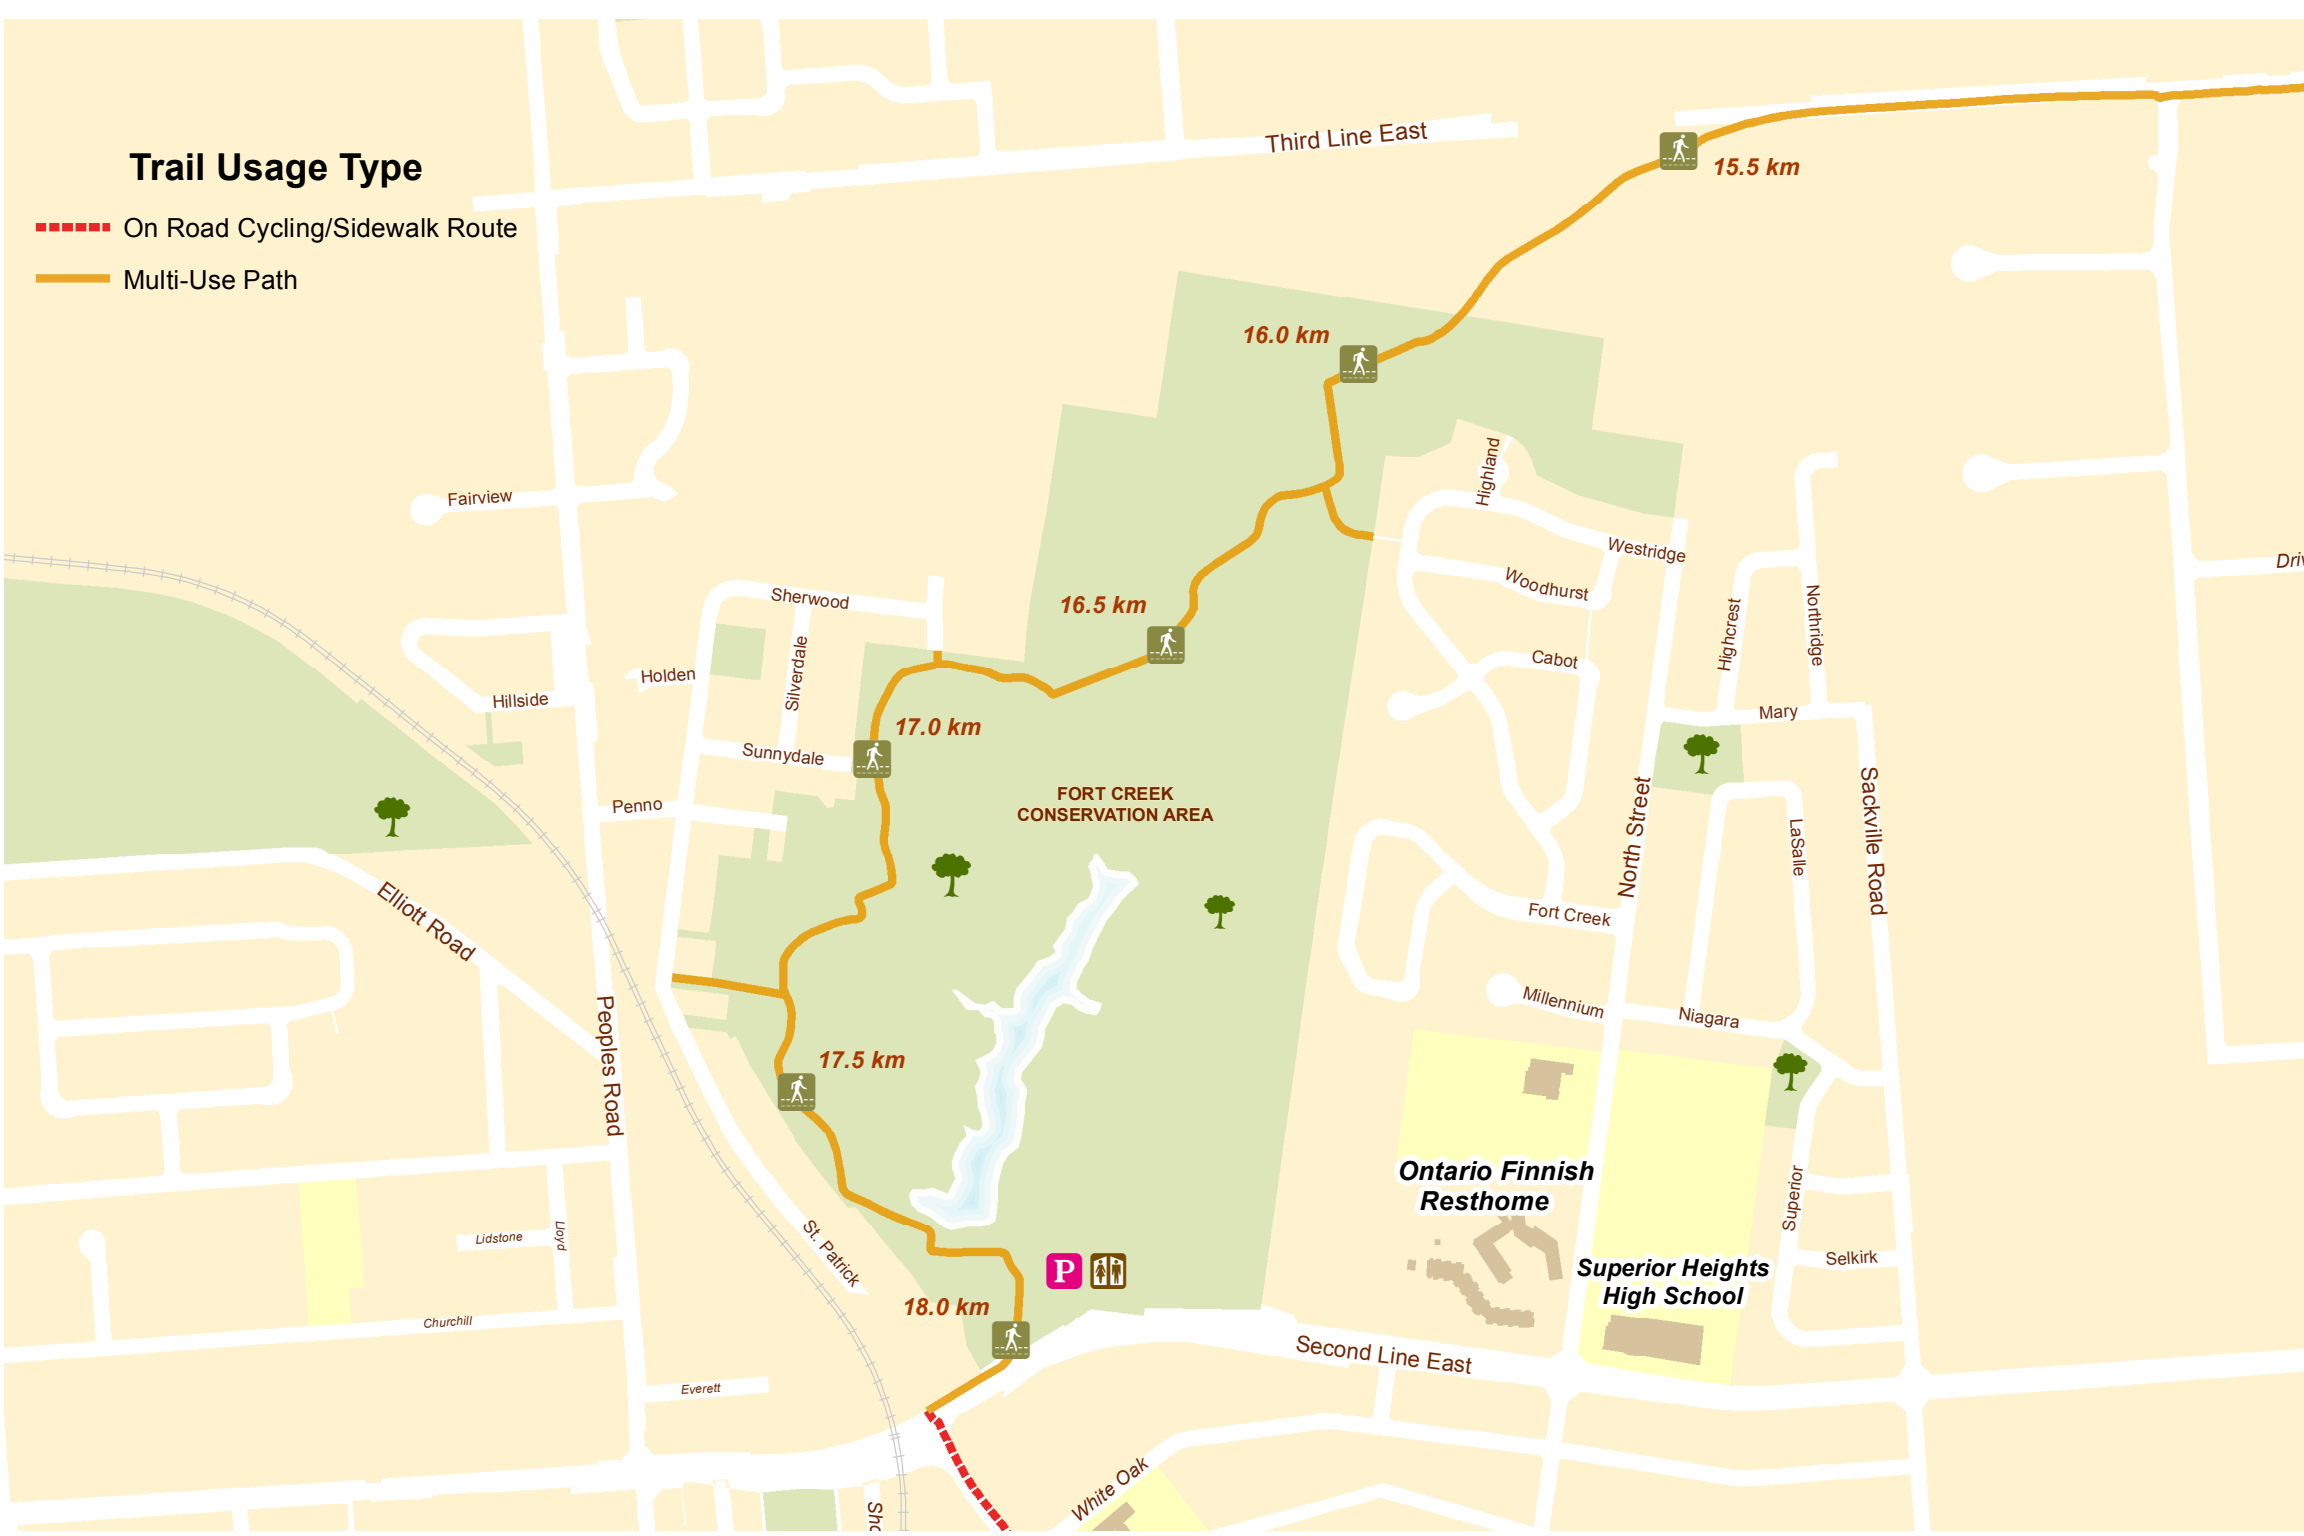 Third Line East
15.5 km
Trail Usage Type
On Road Cycling/Sidewalk Route
Multi-Use Path
16.0 km
Highland
Fairview
Westridge
Woodhurst
Sherwood
16.5 km
Highcrest
Northridge
Silverdale
Cabot
Holden
Hillside
Mary
17.0 km
Sunnydale
FORT CREEK
CONSERVATION AREA
Penno
North Street
Sackville Road
LaSalle
Elliott Road
Fort Creek
Millennium
Niagara
Peoples Road
17.5 km
Ontario Finnish
Resthome
Superior
Lidstone
Lloyd
St. Patrick
P
Selkirk
Superior Heights
High School
18.0 km
Churchill
Second Line East
Everett
White Oak